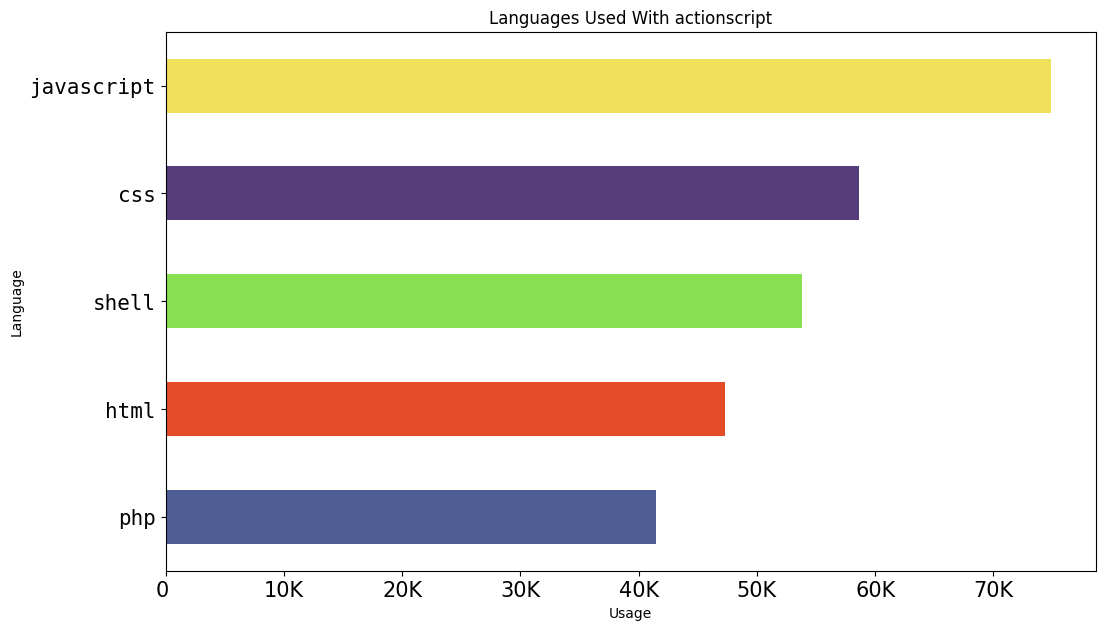 Languages Used With actionscript
javascript
css
shell
html
php
Language
0 10K 20K 30K 40K 50K 60K 70K
Usage